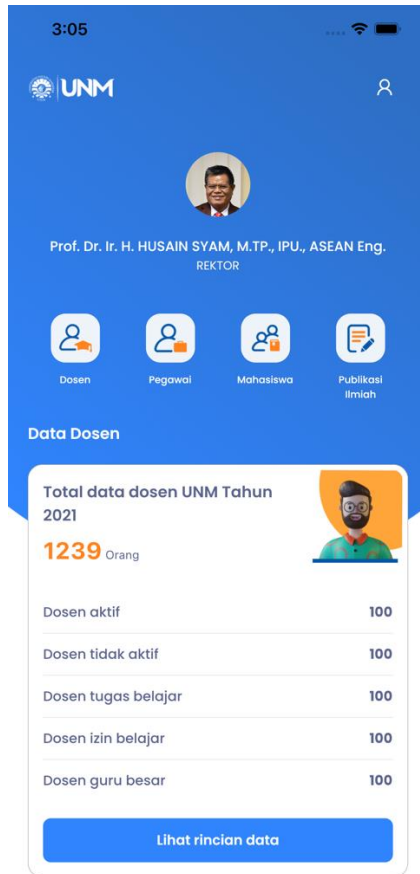 3:05
UNM
Prof. Dr. Ir. H. HUSAIN SYAM, M.TP., IPU., ASEAN Eng.
REKTOR
Dosen
Pegawai
Mahasiswa
Publikasi
Ilmiah
Data Dosen
Total data dosen UNM Tahun
2021
1239 Orang
Dosen aktif 100
Dosen tidak aktif 100
Dosen tugas belajar 100
Dosen izin belajar 100
Dosen guru besar 100
Lihat rincian data